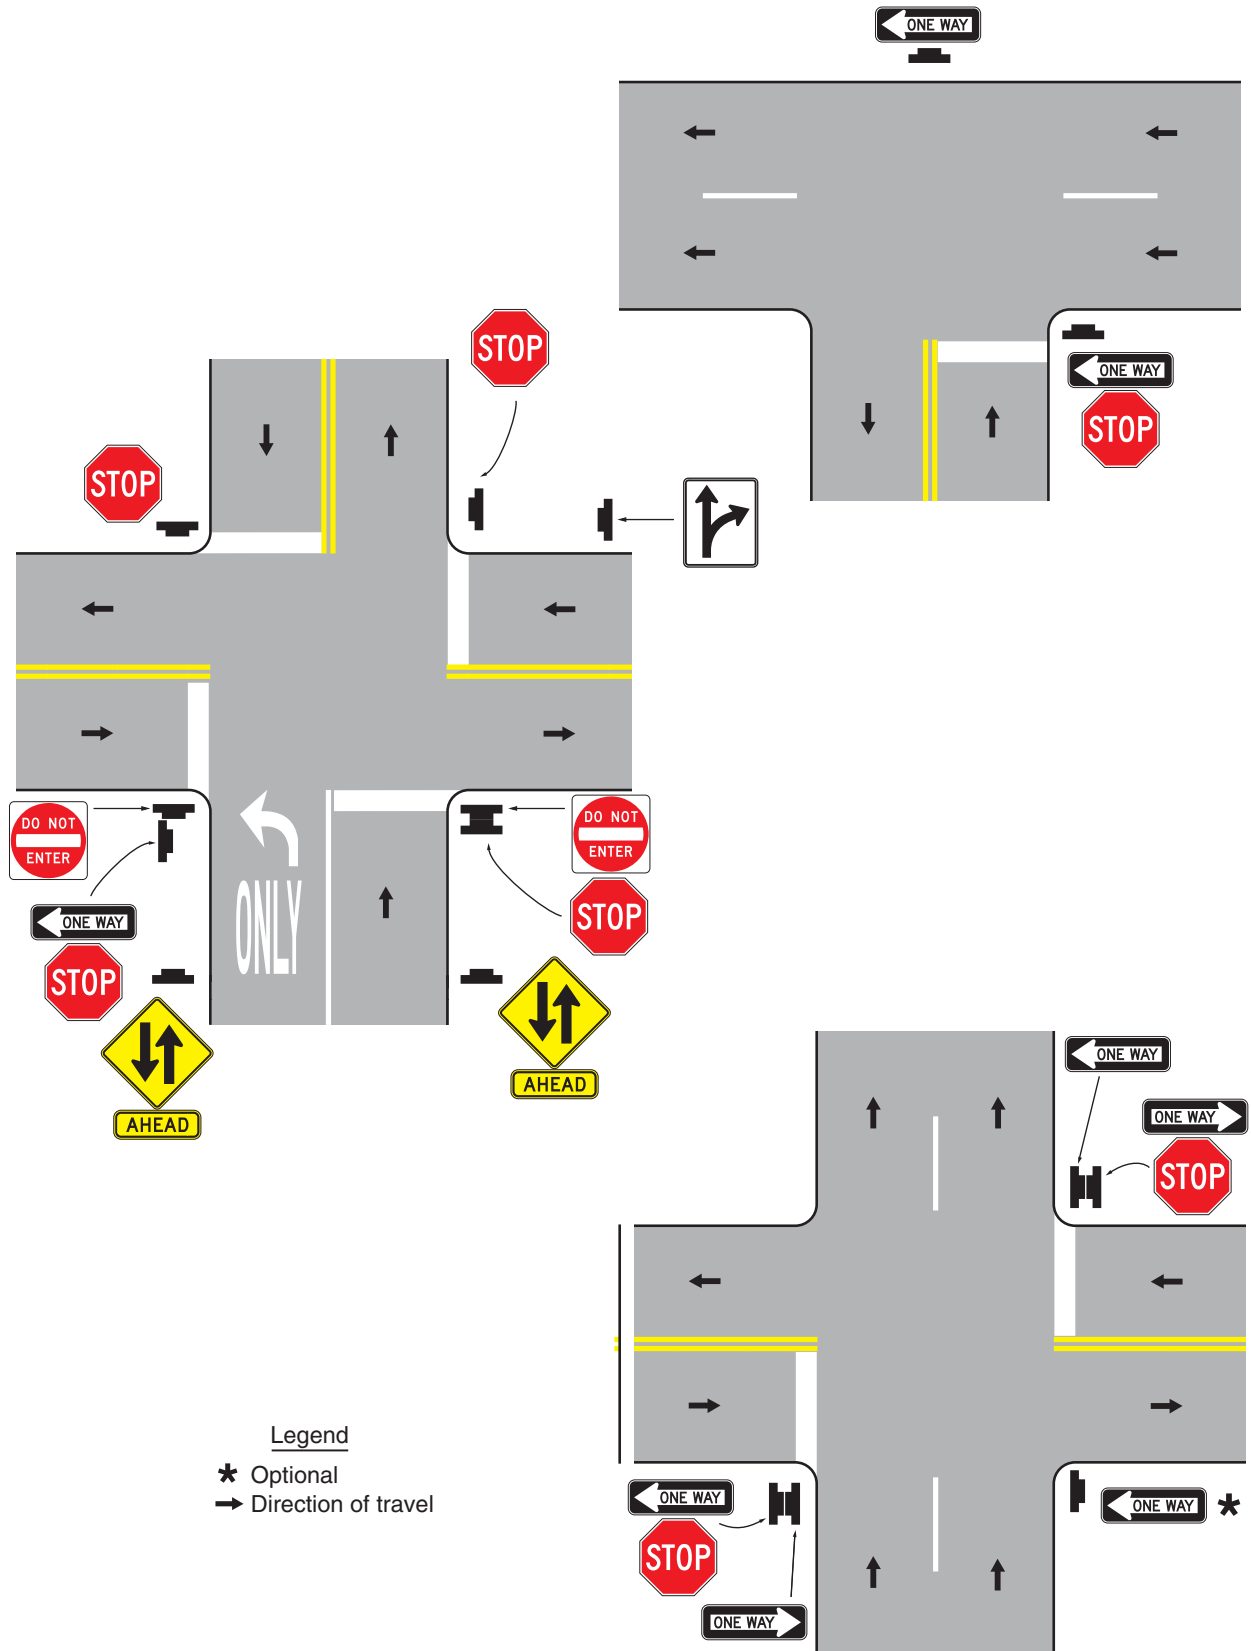 ONE WAY
STOP
ONE WAY
STOP
STOP
DO NOT
ENTER
DO NOT
ENTER
ONE WAY
STOP
STOP
ONLY
AHEAD
AHEAD
ONE WAY
ONE WAY
STOP
Legend
* Optional
Direction of travel
ONE WAY
STOP
ONE WAY *
ONE WAY